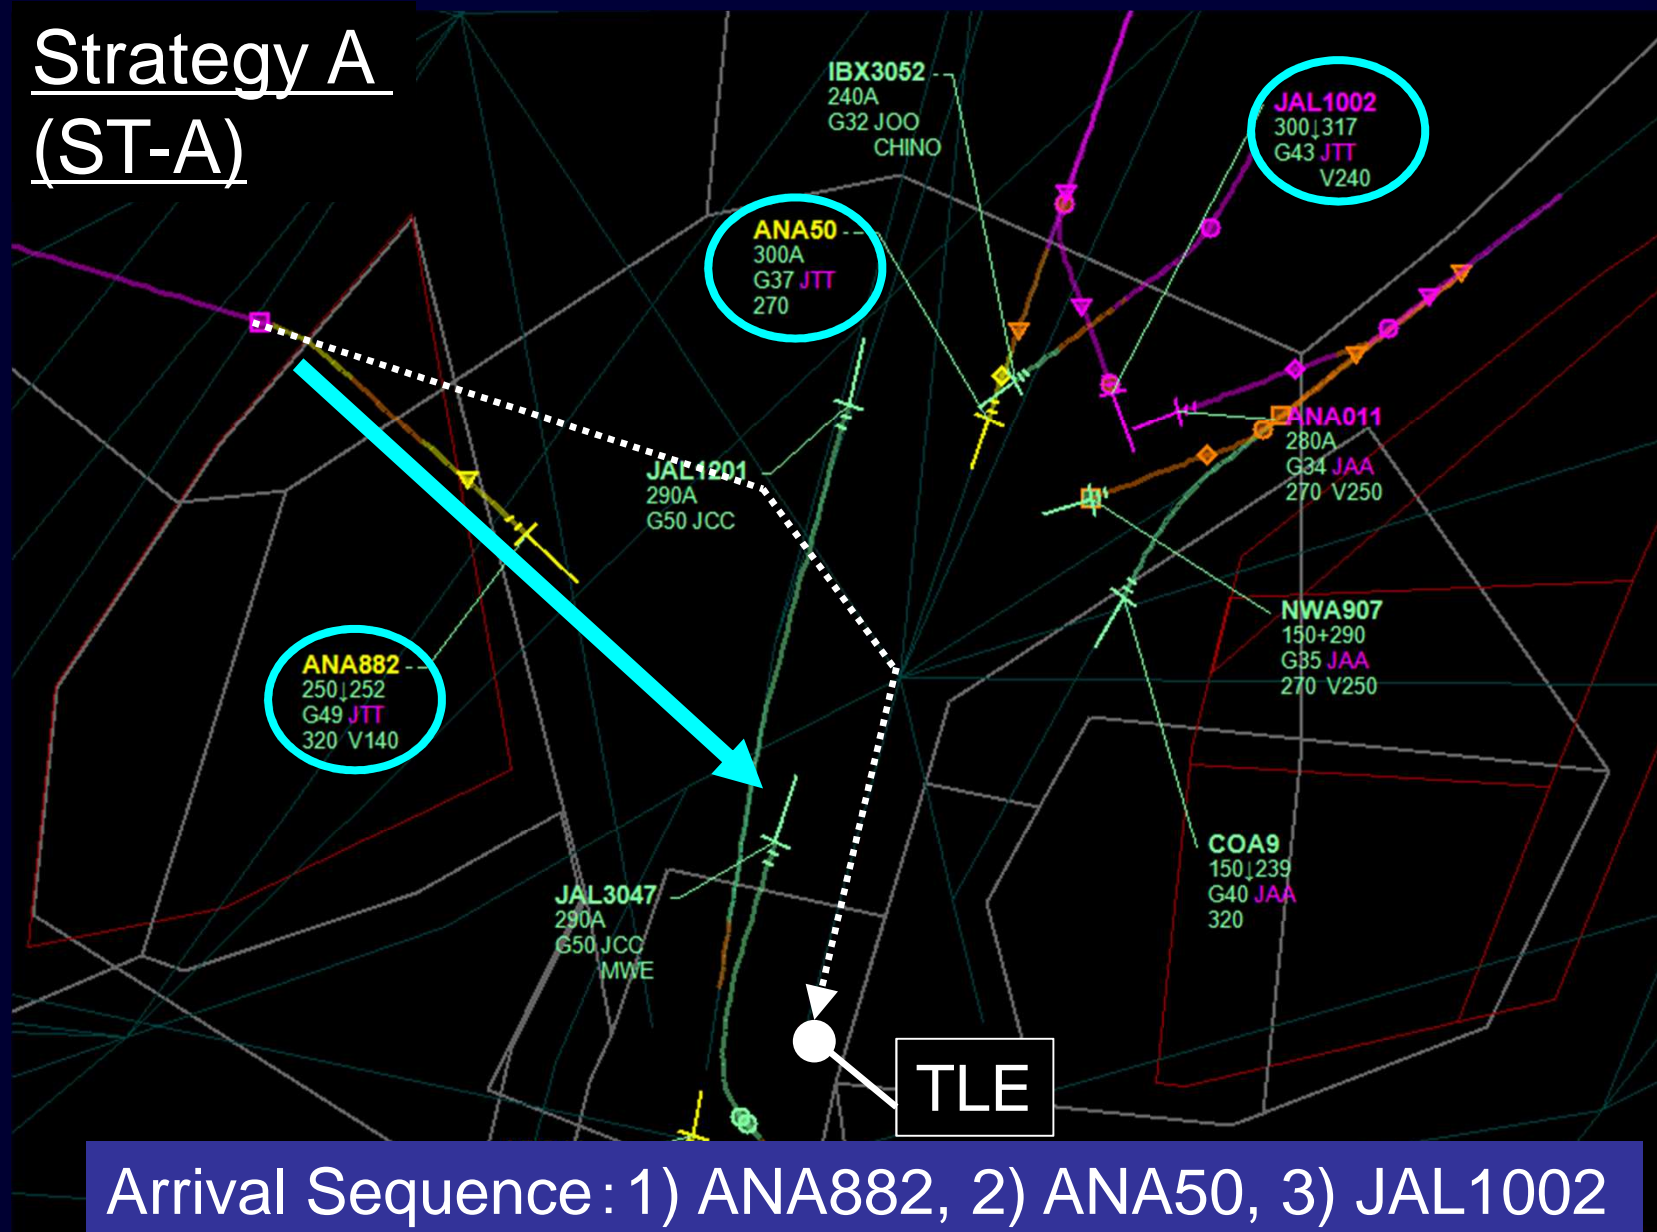 Strategy A
(ST-A)
IBX3052
240A
G32 JOO
CHINO
JAL1002
300↓317
G43 JTT
V240
ANA50
300A
G37 JTT
270
JAL1201
290A
G50 JCC
ANA011
280A
G34 JAA
270 V250
NWA907
150+290
G35 JAA
270 V250
ANA882
250↓252
G49 JTT
320 V140
COA9
150↓239
G40 JAA
320
JAL3047
290A
G50 JCC
MWE
TLE
Arrival Sequence:1) ANA882, 2) ANA50, 3) JAL1002